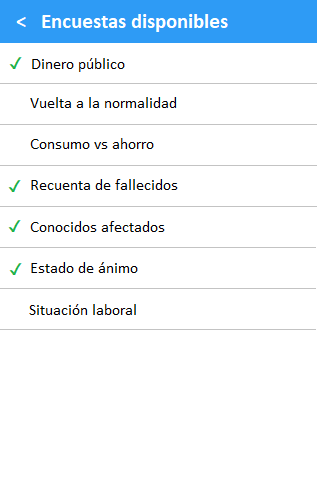 < Encuestas disponibles
Dinero público
Vuelta a la normalidad
Consumo vs ahorro
Recuenta de fallecidos
Conocidos afectados
Estado de ánimo
Situación laboral